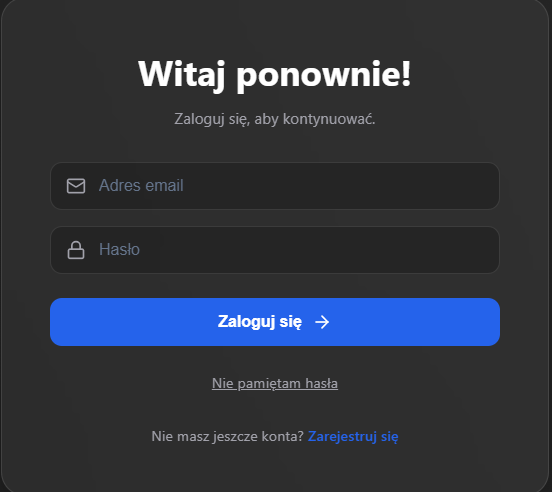 Witaj ponownie!
Zaloguj się, aby kontynuować.
Adres email
Hasło
Zaloguj się
Nie pamiętam hasła
Nie masz jeszcze konta? Zarejestruj się